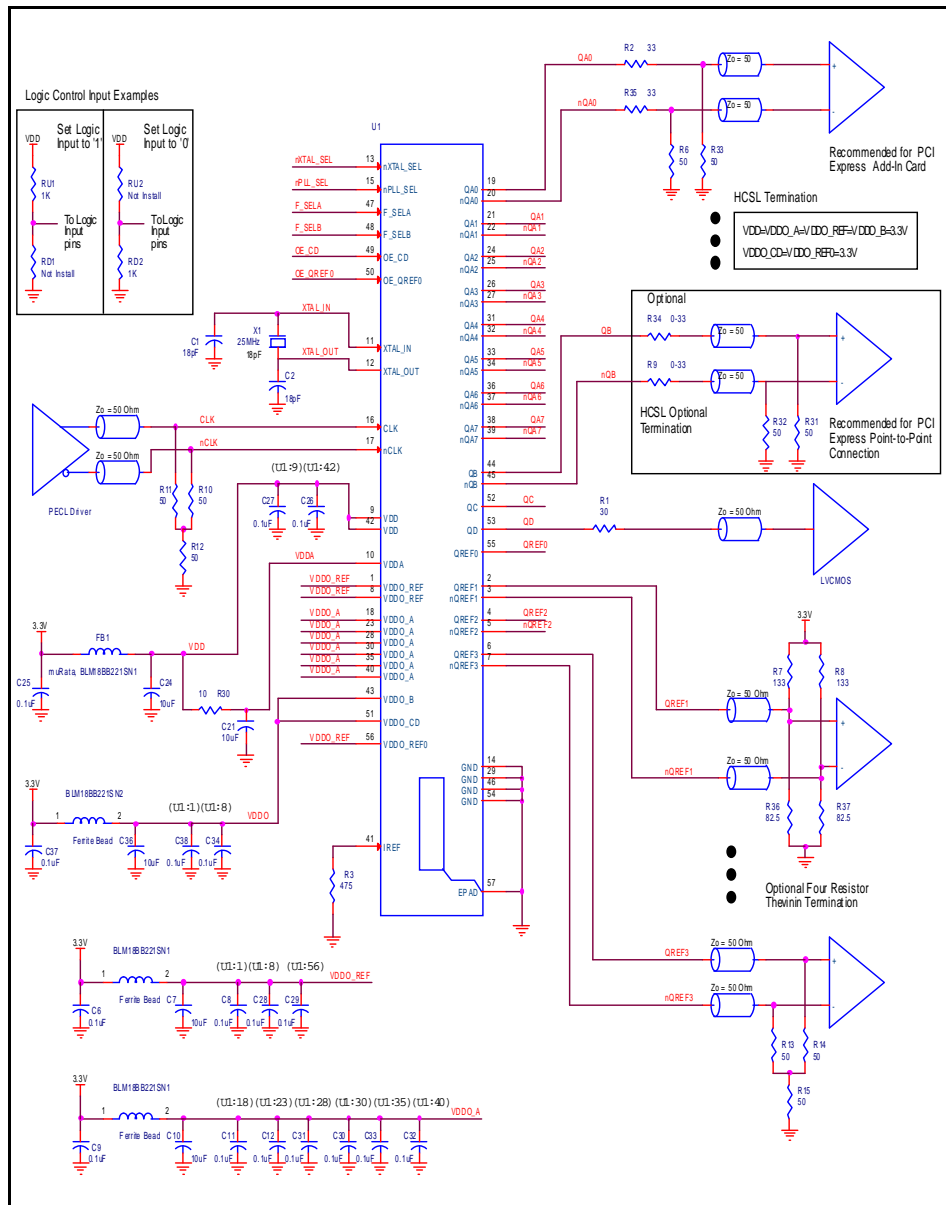 Logic Control Input Examples
Set Logic
Input to '1'
VDD
RU1
1K
To Logic
Input
pins
RD1
Not Install
Set Logic
Input to '0'
VDD
RU2
Not Install
To Logic
Input
pins
RD2
1K
U1
nXTAL_SEL
13
nXTAL_SEL
nPLL_SEL
15
nPLL_SEL
F_SELA
47
F_SELA
F_SELB
48
F_SELB
OE_CD
49
OE_CD
OE_QREF0
50
OE_QREF0
XTAL_IN
C1
18pF
X1
25MHz
18pF
XTAL_OUT
C2
18pF
11
XTAL_IN
12
XTAL_OUT
Zo = 50 Ohm
Zo = 50 Ohm
PECL Driver
CLK
16
CLK
nCLK
17
nCLK
R11
50
R10
50
R12
50
(U1:9)(U1:42)
C27
0.1uF
C26
0.1uF
9
VDD
42
VDD
VDDA
10
VDDA
VDDO_REF
1
VDDO_REF
8
VDDO_REF
VDDO_A
18
VDDO_A
VDDO_A
23
VDDO_A
VDDO_A
28
VDDO_A
VDDO_A
30
VDDO_A
VDDO_A
35
VDDO_A
VDDO_A
40
VDDO_A
43
VDDO_B
51
VDDO_CD
VDDO_REF
56
VDDO_REF0
3.3V
FB1
muRata, BLM18BB221SN1
VDD
C25
0.1uF
C24
10uF
10
R30
C21
10uF
3.3V
BLM18BB221SN2
1
2
Ferrite Bead
(U1:1)(U1:8)
VDDO
C37
0.1uF
C36
10uF
C38
0.1uF
C34
0.1uF
41
IREF
R3
475
3.3V
BLM18BB221SN1
1
2
Ferrite Bead
(U1:1)(U1:8)
(U1:56)
VDDO_REF
C6
0.1uF
C7
10uF
C8
0.1uF
C28
0.1uF
C29
0.1uF
3.3V
BLM18BB221SN1
1
2
Ferrite Bead
(U1:18)(U1:23)(U1:28)(U1:30)(U1:35)(U1:40)
VDDO_A
C9
0.1uF
C10
10uF
C11
0.1uF
C12
0.1uF
C31
0.1uF
C30
0.1uF
C33
0.1uF
C32
0.1uF
19
QA0
20
nQA0
21
QA1
22
nQA1
24
QA2
25
nQA2
26
QA3
27
nQA3
31
QA4
32
nQA4
33
QA5
34
nQA5
36
QA6
37
nQA6
38
QA7
39
nQA7
44
QB
45
nQB
52
QC
53
QD
55
QREF0
2
QREF1
3
nQREF1
4
QREF2
5
nQREF2
6
QREF3
7
nQREF3
14
GND
29
GND
46
GND
54
GND
57
EPAD
QA1
nQA1
QA2
nQA2
QA3
nQA3
QA4
nQA4
QA5
nQA5
QA6
nQA6
QA7
nQA7
QC
QD
QREF0
QREF2
nQREF2
QA0
R2
33
Zo = 50
nQA0
R35
33
Zo = 50
R6
50
R33
50
+
-
Recommended for PCI
Express Add-In Card
HCSL Termination
VDD=VDDO_A=VDDO_REF=VDDO_B=3.3V
VDDO_CD=VDDO_REF0=3.3V
Optional
QB
R34
0-33
Zo = 50
nQB
R9
0-33
Zo = 50
R32
50
R31
50
+
-
HCSL Optional
Termination
Recommended for PCI
Express Point-to-Point
Connection
R1
30
Zo = 50 Ohm
LVCMOS
3.3V
R7
133
R8
133
QREF1
Zo = 50 Ohm
nQREF1
Zo = 50 Ohm
+
-
R36
82.5
R37
82.5
Optional Four Resistor
Thevinin Termination
QREF3
Zo = 50 Ohm
nQREF3
Zo = 50 Ohm
+
-
R13
50
R14
50
R15
50